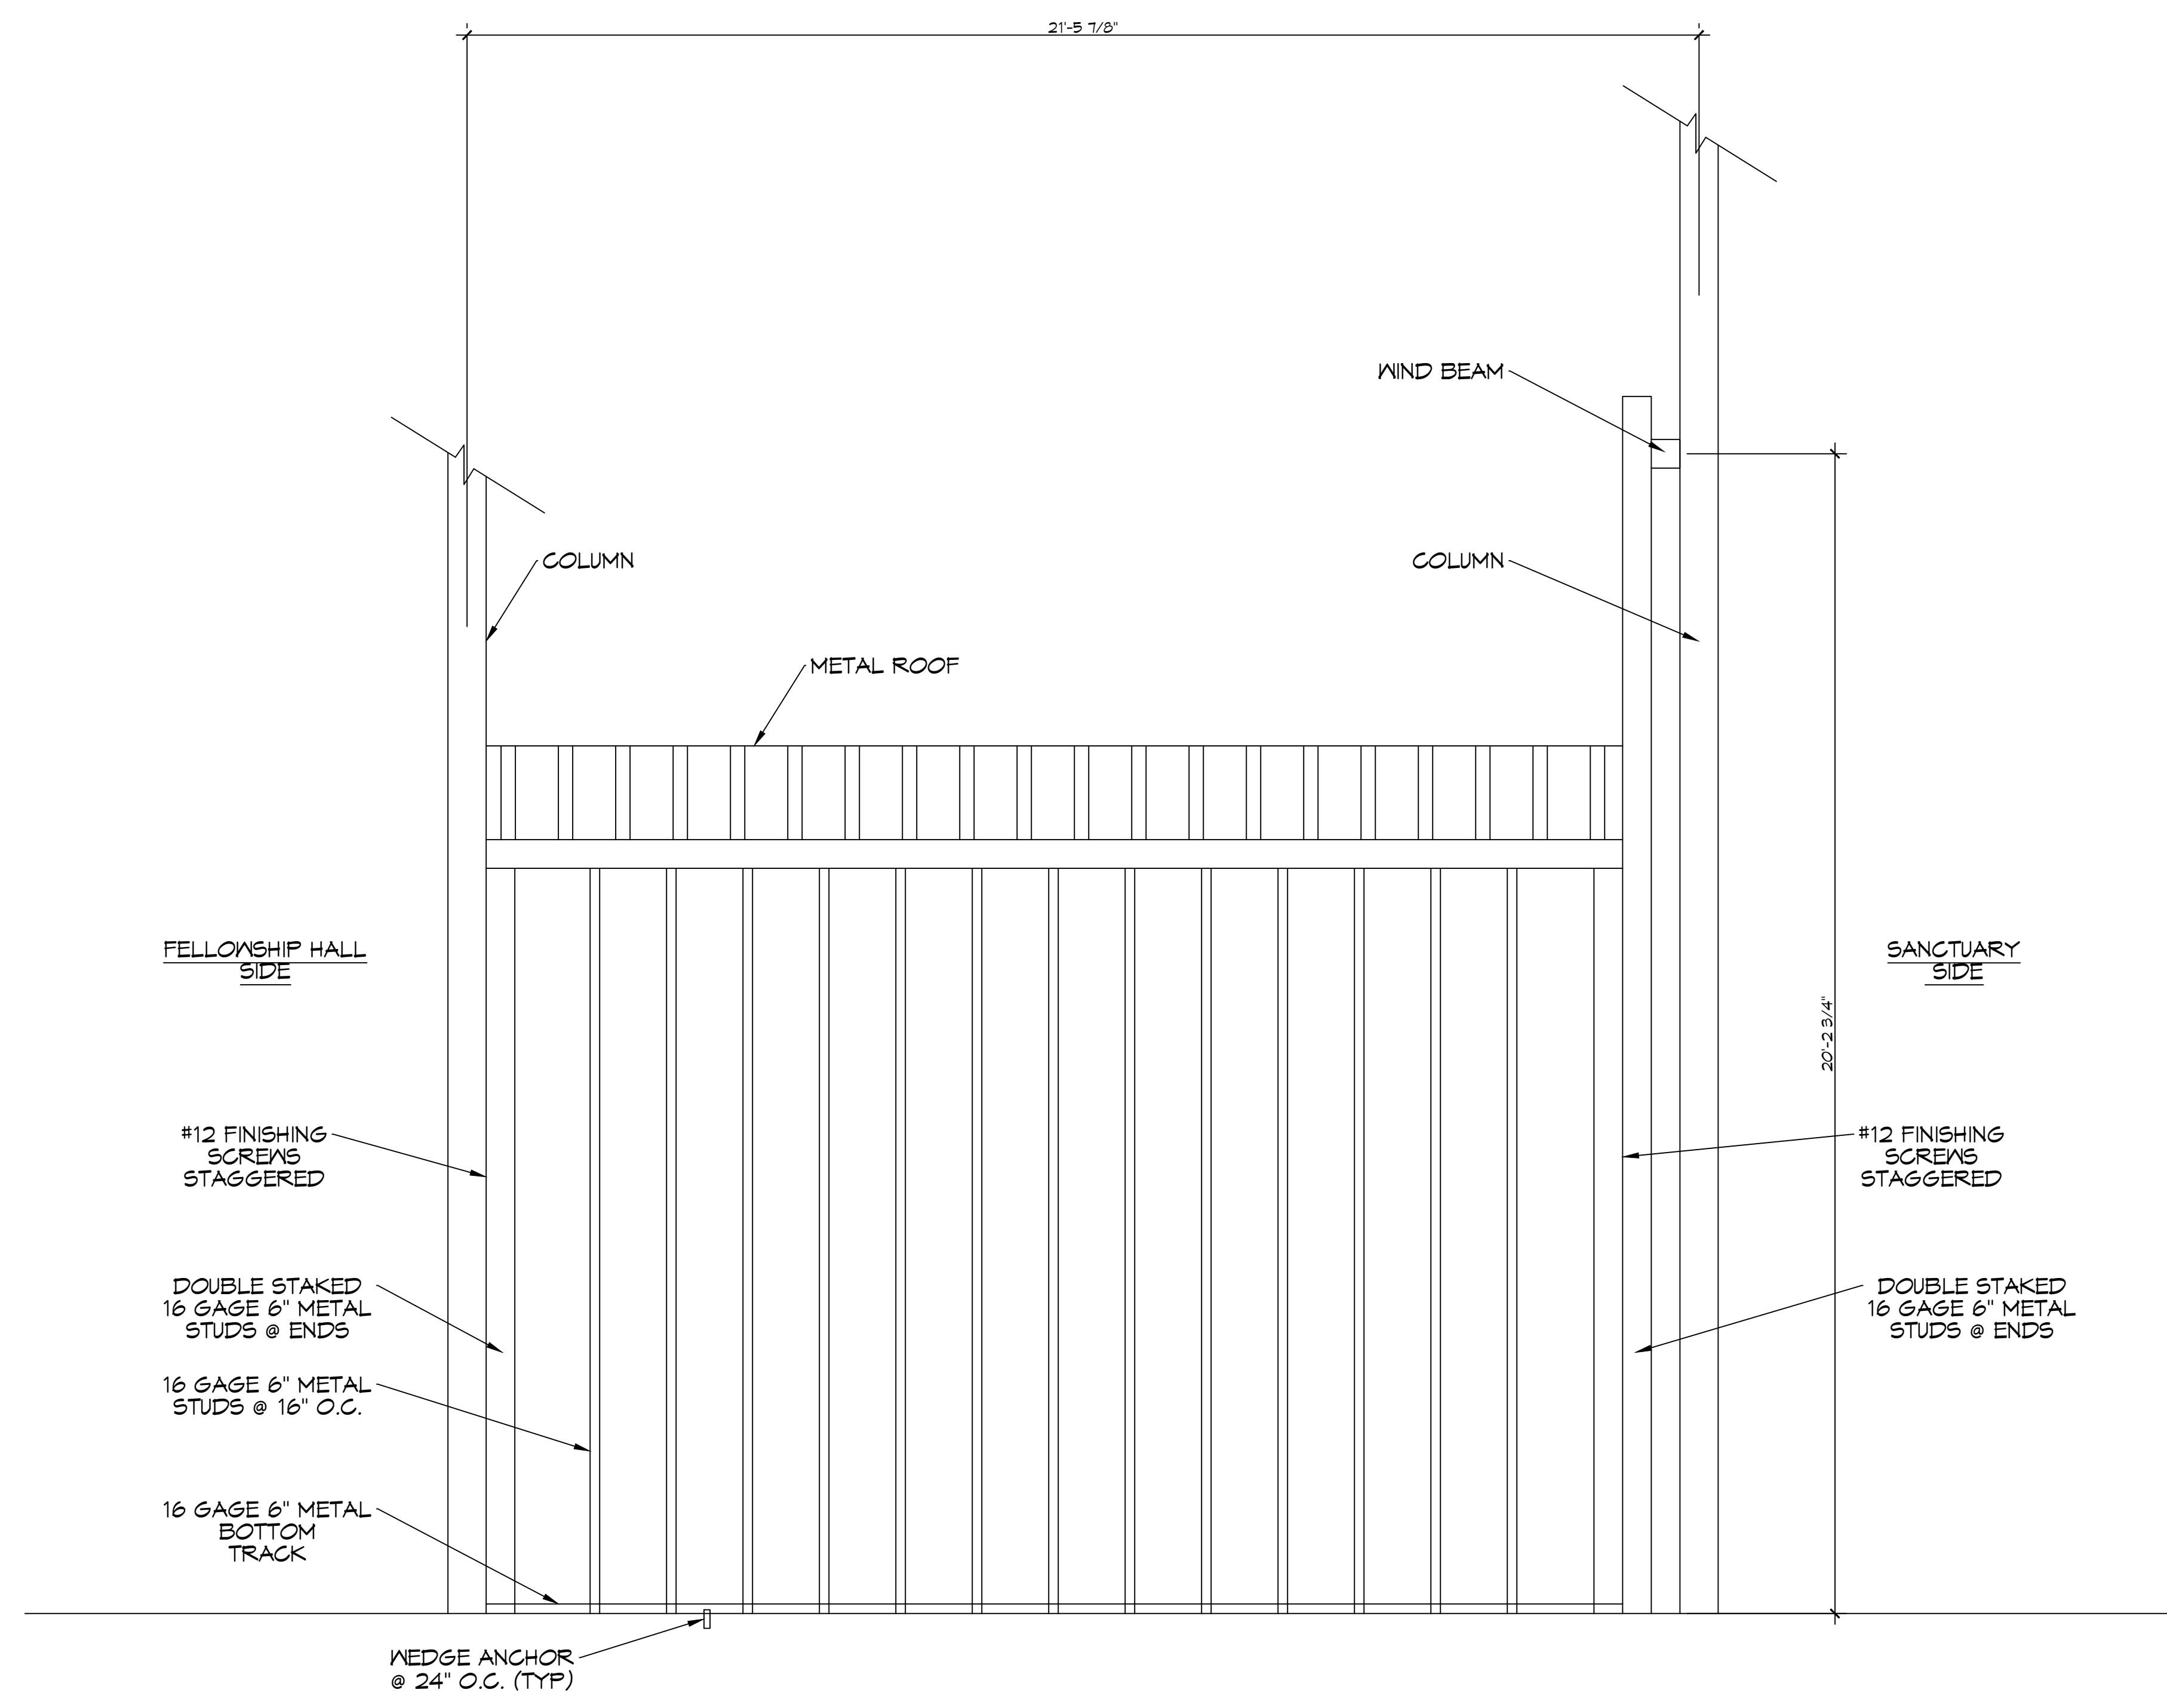 21'-5 7/8"
WIND BEAM
COLUMN
COLUMN
METAL ROOF
FELLOWSHIP HALL
SIDE
SANCTUARY
SIDE
20'-2 3/4"
#12 FINISHING
SCREWS
STAGGERED
#12 FINISHING
SCREWS
STAGGERED
DOUBLE STAKED
16 GAGE 6" METAL
STUDS @ ENDS
DOUBLE STAKED
16 GAGE 6" METAL
STUDS @ ENDS
16 GAGE 6" METAL
STUDS @ 16" O.C.
16 GAGE 6" METAL
BOTTOM
TRACK
WEDGE ANCHOR
@ 24" O.C. (TYP)